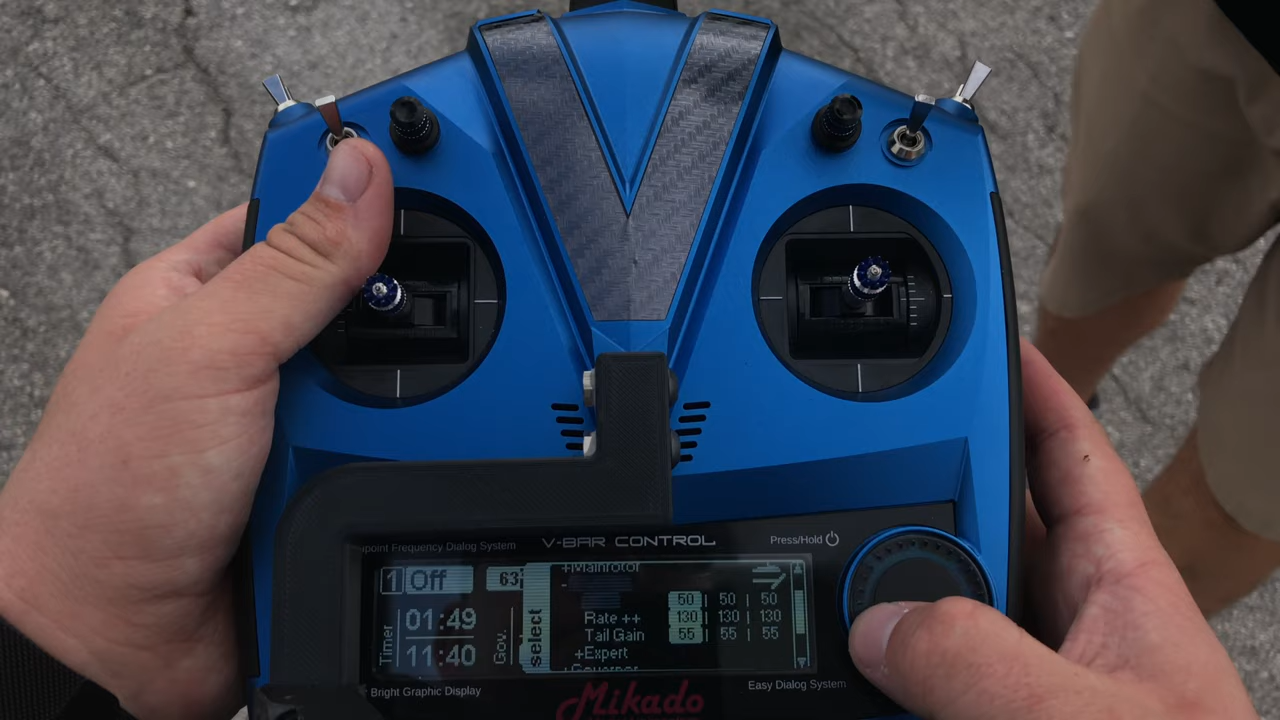 point Frequency Dialog System
V-BAR CONTROL
Press/Hold
1 Off
63
Timer
01:49
11:40
Gov.
select
+Mainrotor
50 | 50 | 50
Rate ++ 130 | 130 | 130
Tail Gain 55 | 55 | 55
+Expert
+Governor
Bright Graphic Display
Easy Dialog System
Mikado